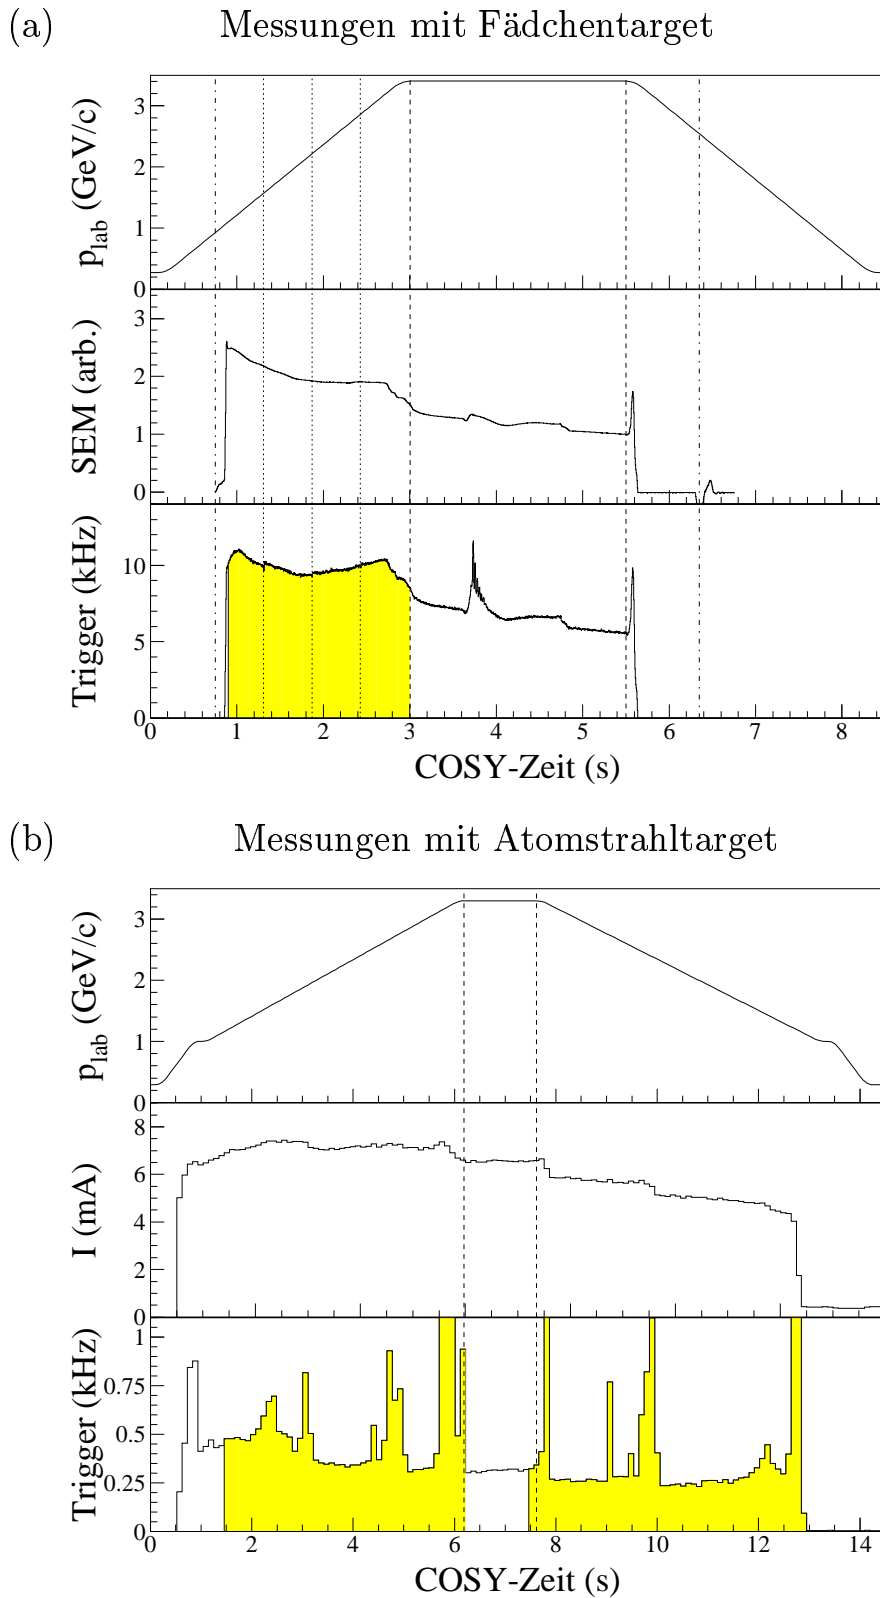 (a) Messungen mit Fädchentarget
p_lab (GeV/c)
3
2
1
0
SEM (arb.)
3
2
1
0
Trigger (kHz)
10
5
0
0 1 2 3 4 5 6 7 8
COSY-Zeit (s)
(b) Messungen mit Atomstrahltarget
p_lab (GeV/c)
3
2
1
0
I (mA)
8
6
4
2
0
Trigger (kHz)
1
0.75
0.5
0.25
0
0 2 4 6 8 10 12 14
COSY-Zeit (s)